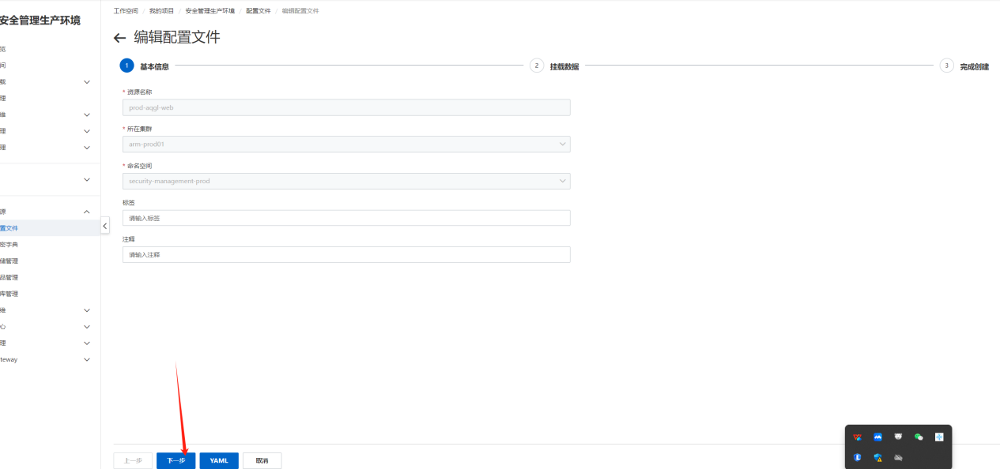 安全管理生产环境
工作空间 / 我的项目 / 安全管理生产环境 / 配置文件 / 编辑配置文件
← 编辑配置文件
1 基本信息
2 挂载数据
3 完成创建
* 资源名称
prod-aqgl-web
* 所在集群
arm-prod01
* 命名空间
security-management-prod
标签
请输入标签
注释
请输入注释
览
间
载
理
维
理
理
源
置文件
密字典
储管理
品管理
库管理
维
心
理
teway
上一步
下一步
YAML
取消